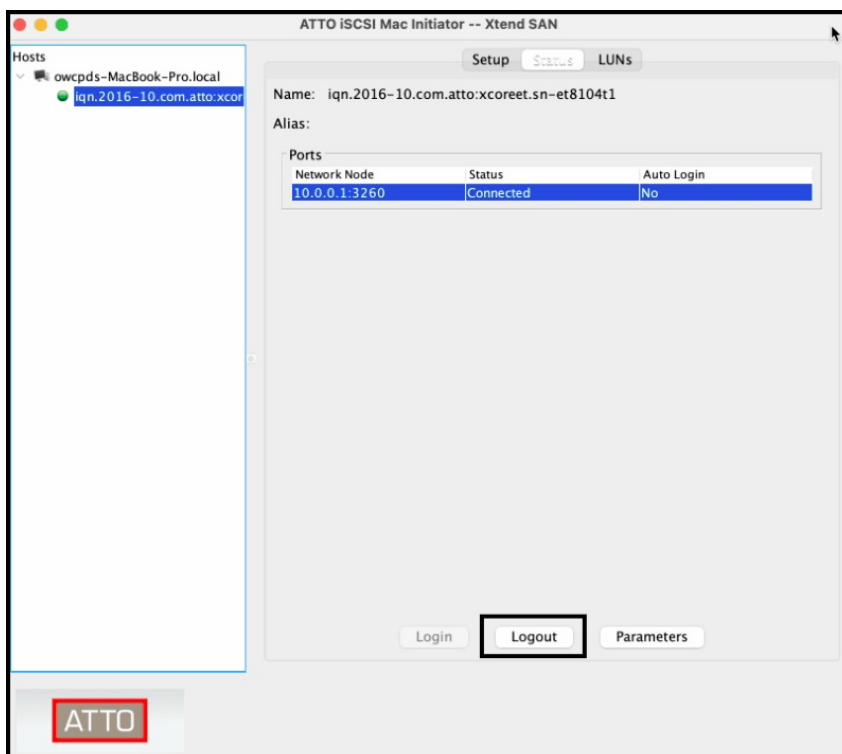 ATTO iSCSI Mac Initiator -- Xtend SAN
Hosts
owcpds-MacBook-Pro.local
iqn.2016-10.com.atto:xcor
Setup Status LUNs
Name: iqn.2016-10.com.atto:xcoreet.sn-et8104t1
Alias:
Ports
Network Node Status Auto Login
10.0.0.1:3260 Connected No
Login Logout Parameters
ATTO